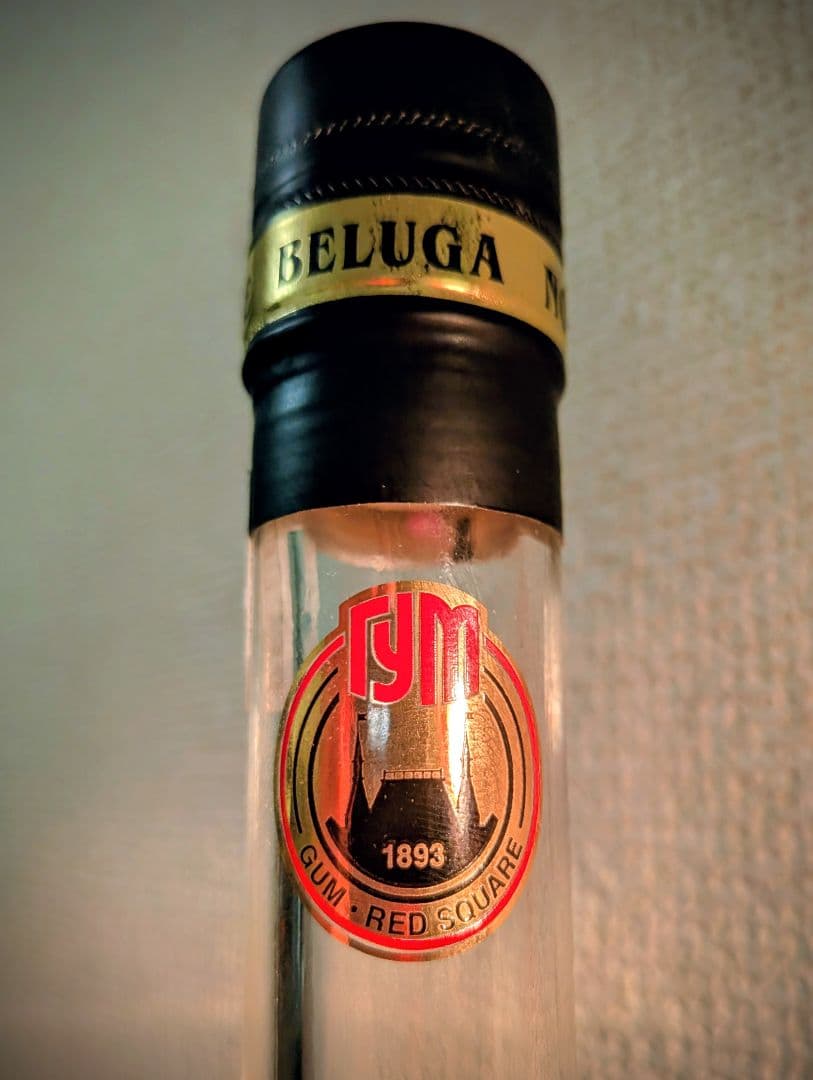 BELUGA
ГУМ
1893
GUM • RED SQUARE